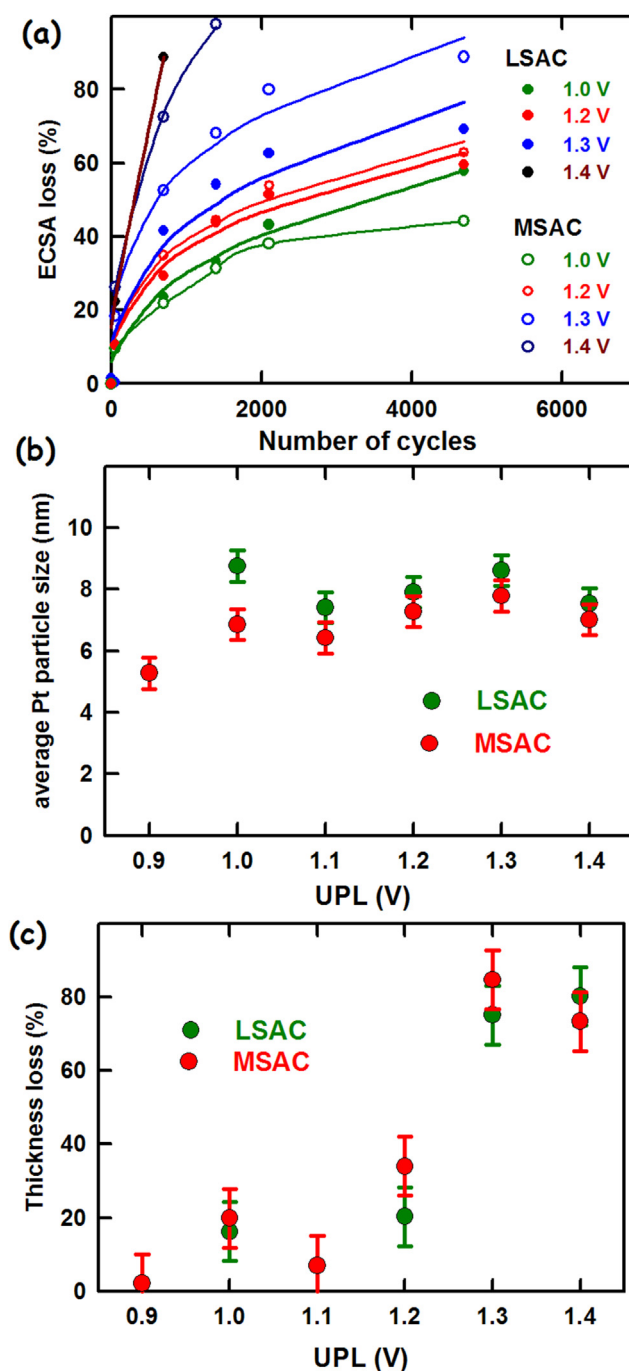 (a)
80
60
40
20
0
ECSA loss (%)
LSAC
1.0 V
1.2 V
1.3 V
1.4 V
MSAC
1.0 V
1.2 V
1.3 V
1.4 V
0 2000 4000 6000
Number of cycles
(b)
10
8
6
4
2
0
average Pt particle size (nm)
LSAC
MSAC
0.9 1.0 1.1 1.2 1.3 1.4
UPL (V)
(c)
80
60
40
20
0
Thickness loss (%)
LSAC
MSAC
0.9 1.0 1.1 1.2 1.3 1.4
UPL (V)